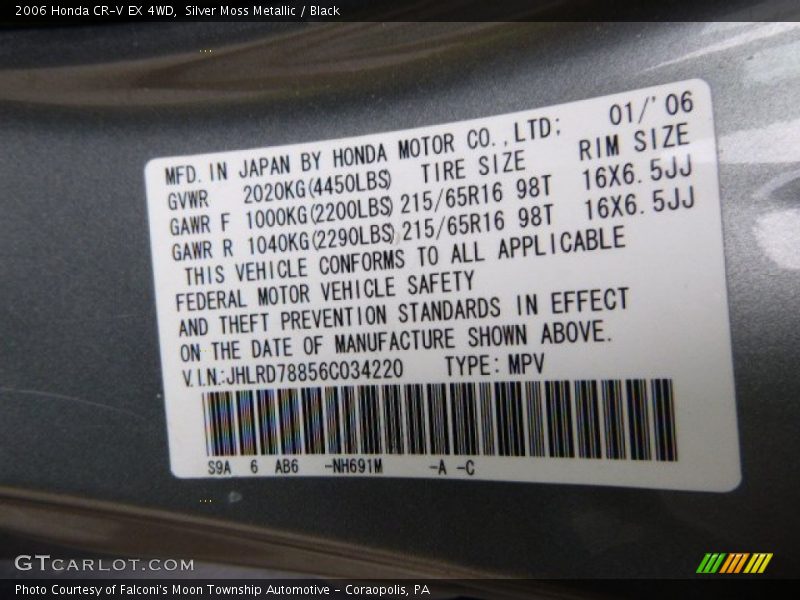 2006 Honda CR-V EX 4WD,  Silver Moss Metallic / Black
MFD. IN JAPAN BY HONDA MOTOR CO., LTD; 01/'06
GVWR 2020KG(4450LBS) TIRE SIZE RIM SIZE
GAWR F 1000KG(2200LBS) 215/65R16 98T 16X6.5JJ
GAWR R 1040KG(2290LBS) 215/65R16 98T 16X6.5JJ
THIS VEHICLE CONFORMS TO ALL APPLICABLE
FEDERAL MOTOR VEHICLE SAFETY
AND THEFT PREVENTION STANDARDS IN EFFECT
ON THE DATE OF MANUFACTURE SHOWN ABOVE.
V.I.N.:JHLRD78856C034220 TYPE: MPV
S9A 6 AB6 -NH691M -A -C
GTCARLOT.COM
Photo Courtesy of Falconi's Moon Township Automotive - Coraopolis, PA